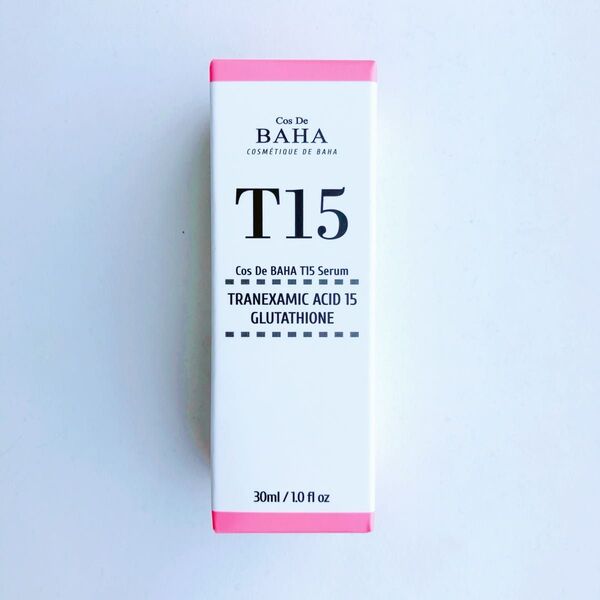 Cos De
BAHA
COSMÉTIQUE DE BAHA
T15
Cos De BAHA T15 Serum
TRANEXAMIC ACID 15
GLUTATHIONE
30ml / 1.0 fl oz